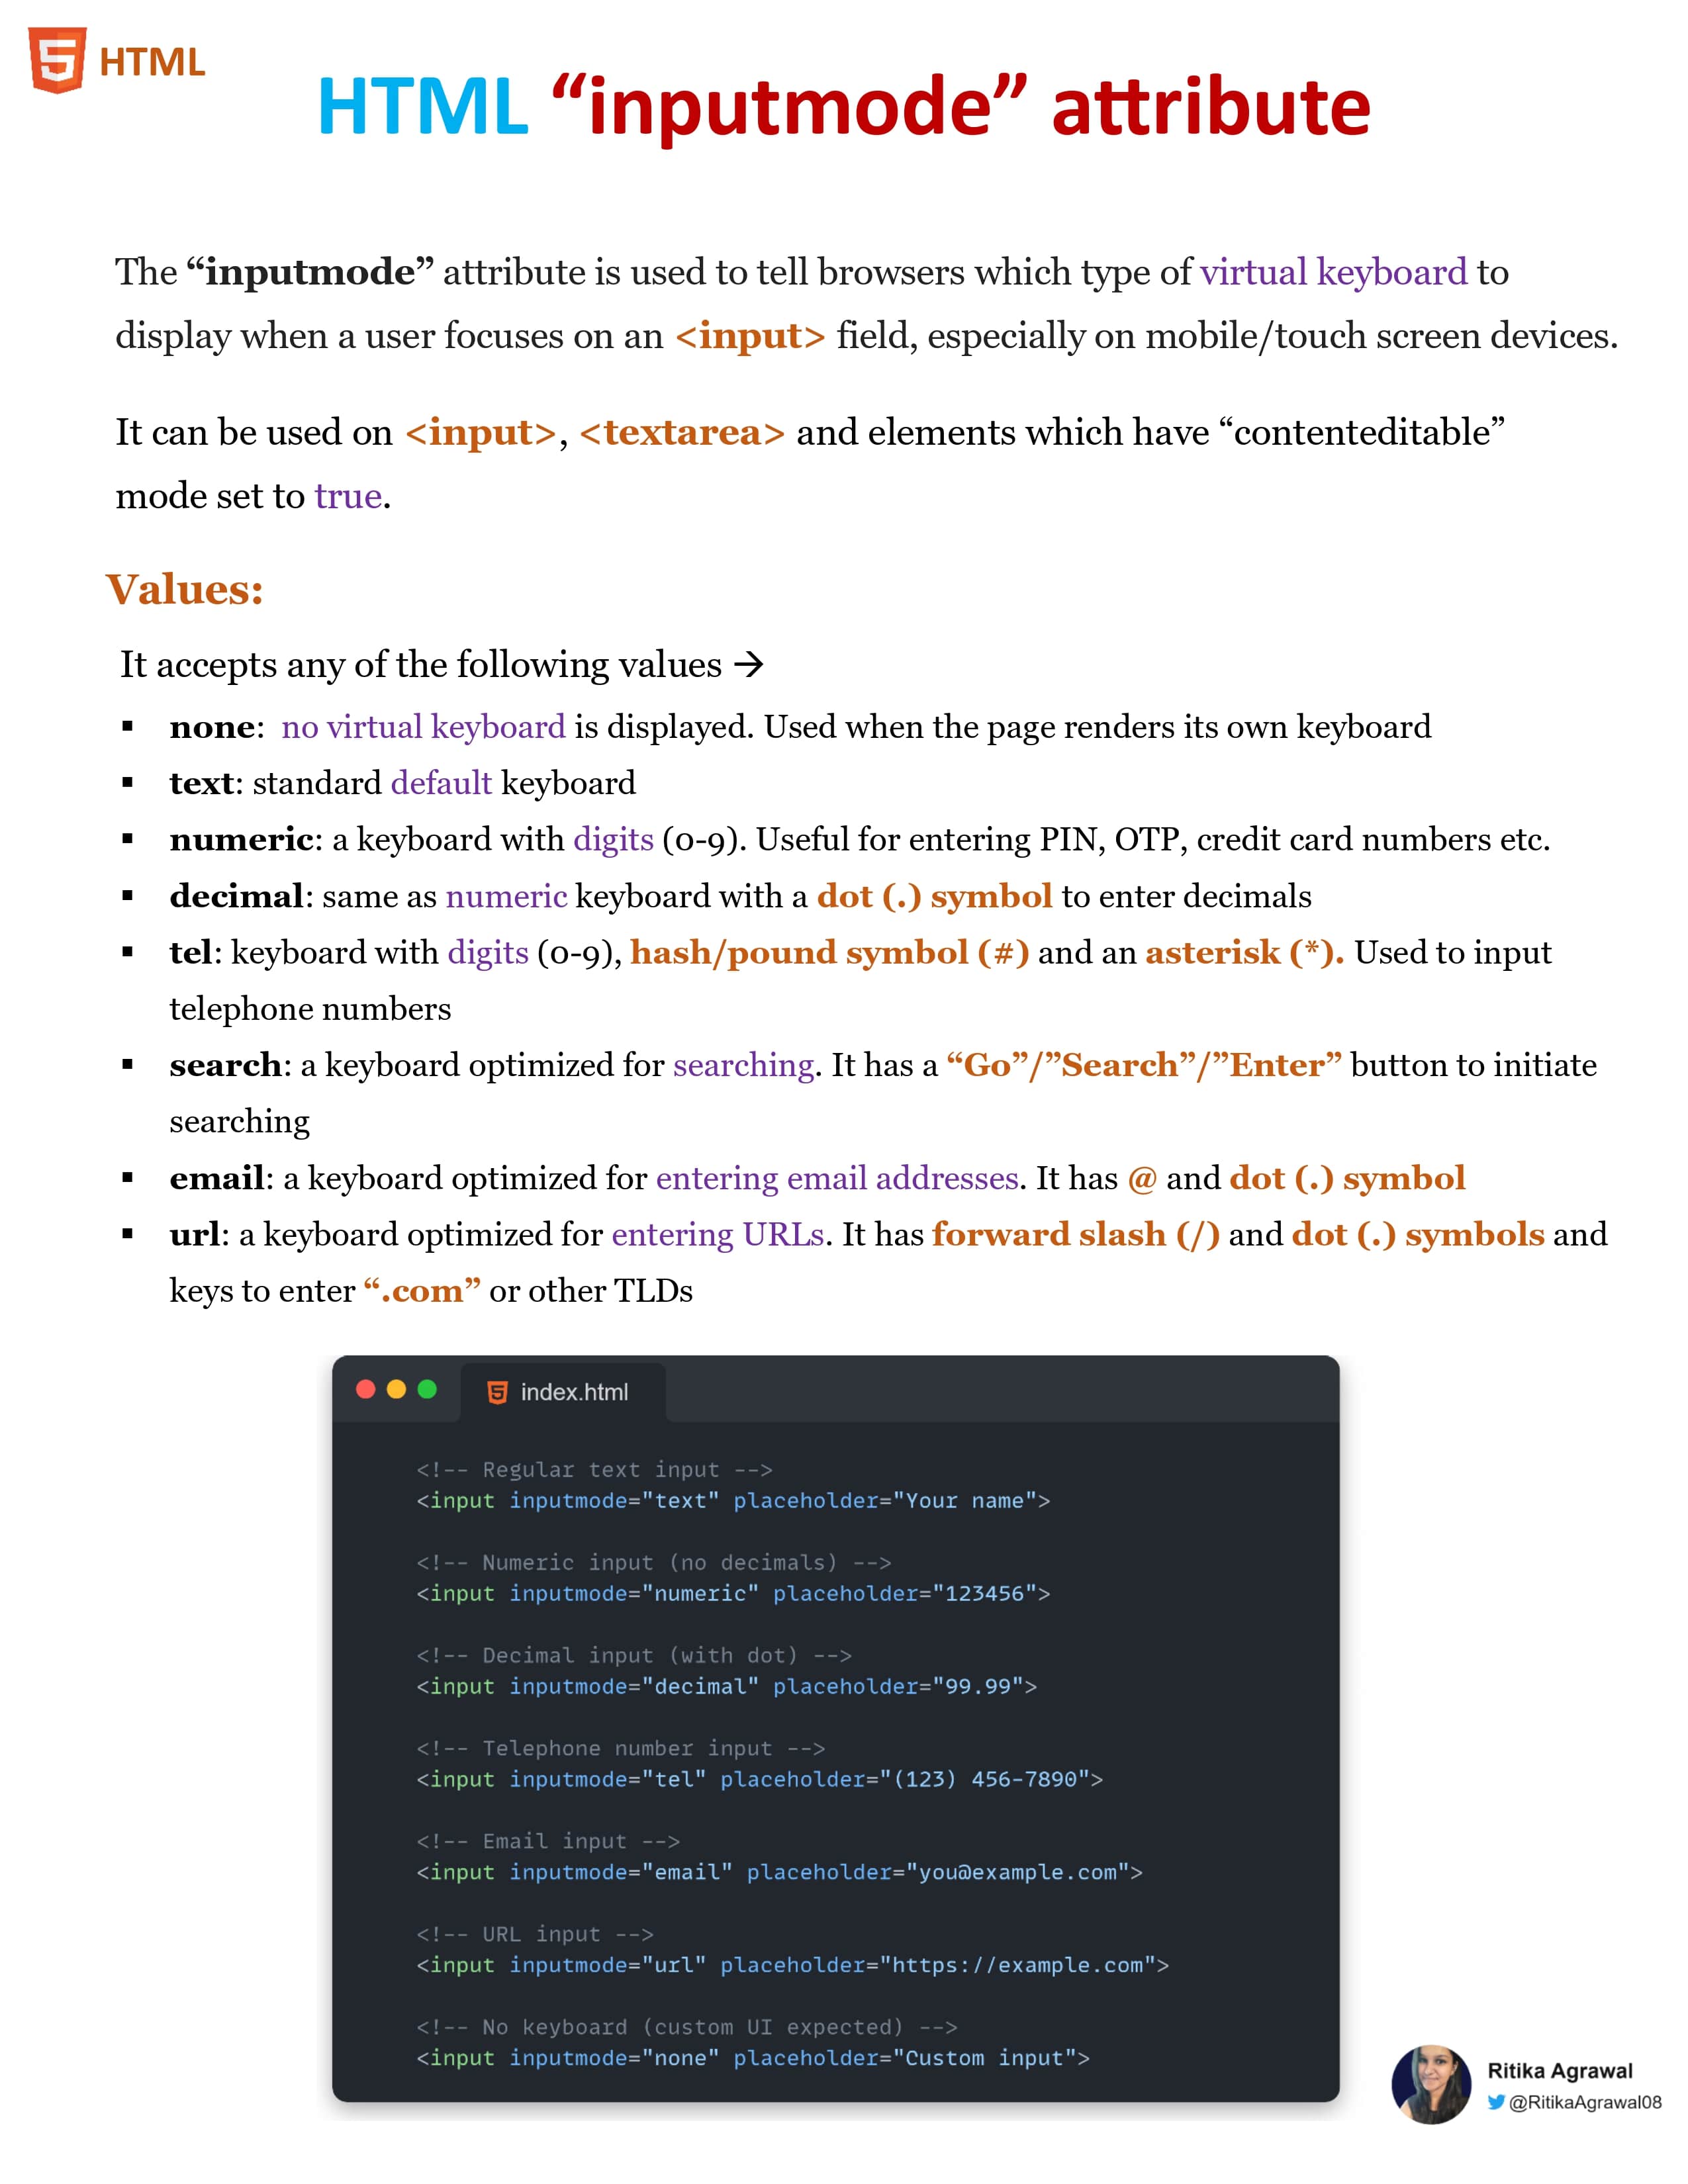 HTML
HTML “inputmode” attribute
The “inputmode” attribute is used to tell browsers which type of virtual keyboard to
display when a user focuses on an <input> field, especially on mobile/touch screen devices.
It can be used on <input>, <textarea> and elements which have “contenteditable”
mode set to true.
Values:
It accepts any of the following values →
▪ none:  no virtual keyboard is displayed. Used when the page renders its own keyboard
▪ text: standard default keyboard
▪ numeric: a keyboard with digits (0-9). Useful for entering PIN, OTP, credit card numbers etc.
▪ decimal: same as numeric keyboard with a dot (.) symbol to enter decimals
▪ tel: keyboard with digits (0-9), hash/pound symbol (#) and an asterisk (*). Used to input
telephone numbers
▪ search: a keyboard optimized for searching. It has a “Go”/”Search”/”Enter” button to initiate
searching
▪ email: a keyboard optimized for entering email addresses. It has @ and dot (.) symbol
▪ url: a keyboard optimized for entering URLs. It has forward slash (/) and dot (.) symbols and
keys to enter “.com” or other TLDs
index.html
<!-- Regular text input -->
<input inputmode="text" placeholder="Your name">
<!-- Numeric input (no decimals) -->
<input inputmode="numeric" placeholder="123456">
<!-- Decimal input (with dot) -->
<input inputmode="decimal" placeholder="99.99">
<!-- Telephone number input -->
<input inputmode="tel" placeholder="(123) 456-7890">
<!-- Email input -->
<input inputmode="email" placeholder="you@example.com">
<!-- URL input -->
<input inputmode="url" placeholder="https://example.com">
<!-- No keyboard (custom UI expected) -->
<input inputmode="none" placeholder="Custom input">
Ritika Agrawal
@RitikaAgrawal08